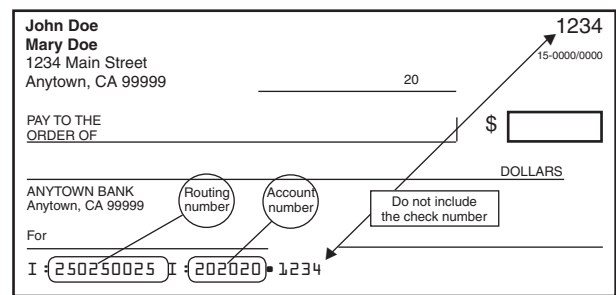 John Doe
Mary Doe
1234 Main Street
Anytown, CA 99999
1234
15-0000/0000
20
PAY TO THE
ORDER OF
$
DOLLARS
ANYTOWN BANK
Anytown, CA 99999
Routing
number
Account
number
Do not include
the check number
For
I:250250025 I:202020•1234